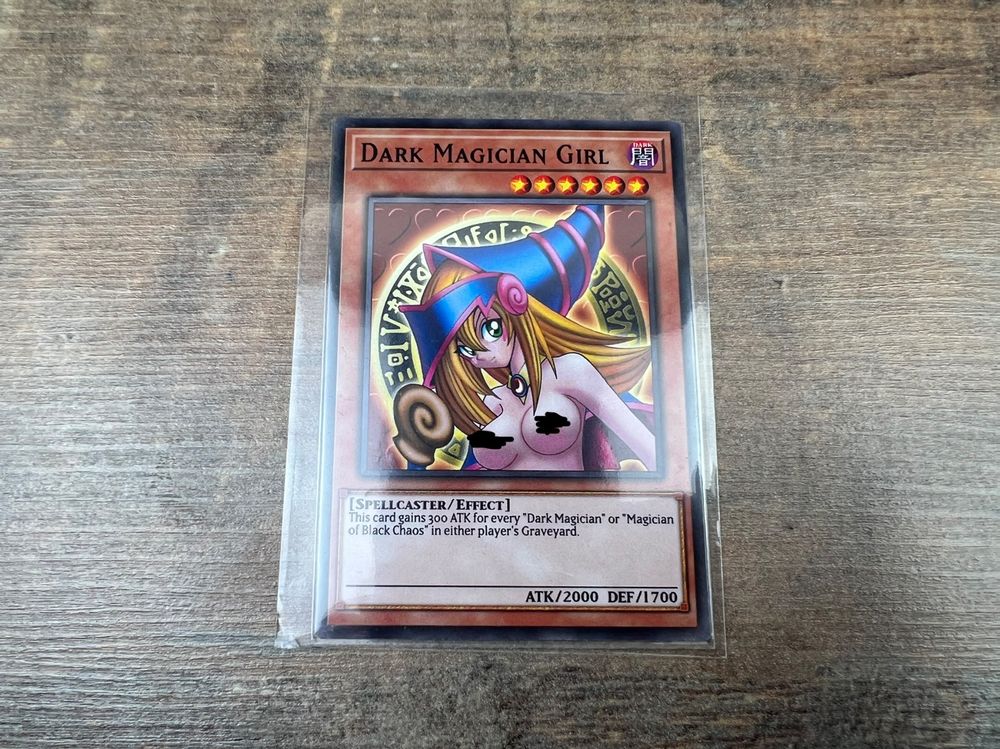 DARK MAGICIAN GIRL
DARK
闇
[SPELLCASTER/EFFECT]
This card gains 300 ATK for every "Dark Magician" or "Magician
of Black Chaos" in either player's Graveyard.
ATK/2000 DEF/1700